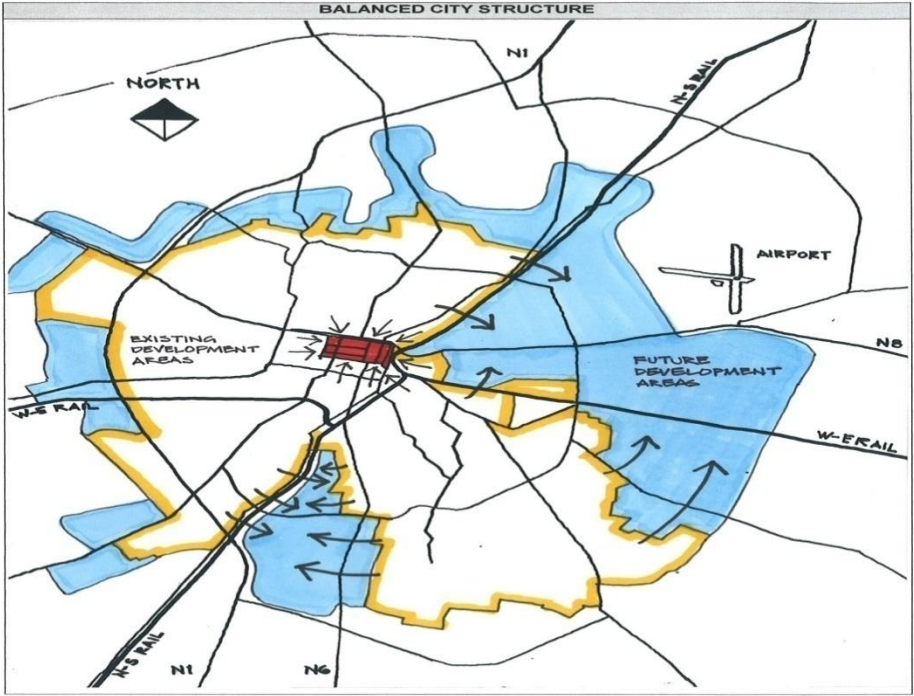 BALANCED CITY STRUCTURE
N1
N-S RAIL
NORTH
AIRPORT
EXISTING
DEVELOPMENT
AREAS
N8
FUTURE
DEVELOPMENT
AREAS
W-S RAIL
W-E RAIL
N-S RAIL
N1
N6